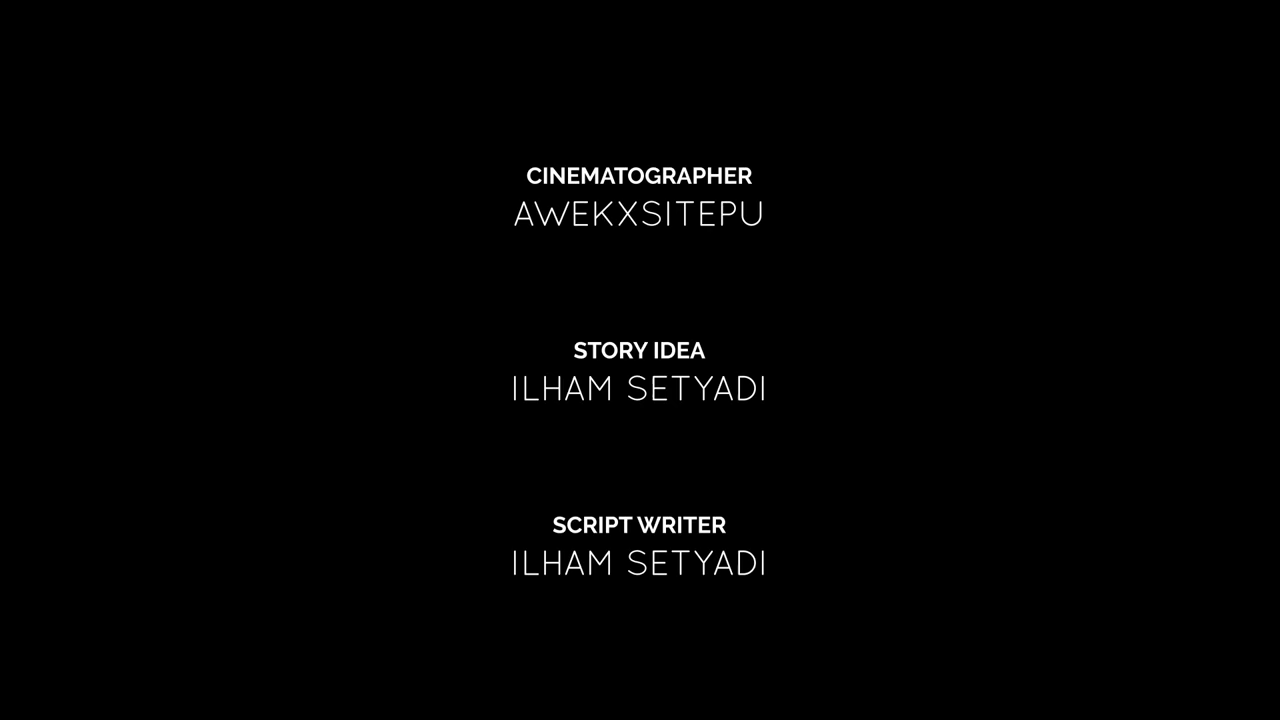 CINEMATOGRAPHER
AWEKXSITEPU
STORY IDEA
ILHAM SETYADI
SCRIPT WRITER
ILHAM SETYADI